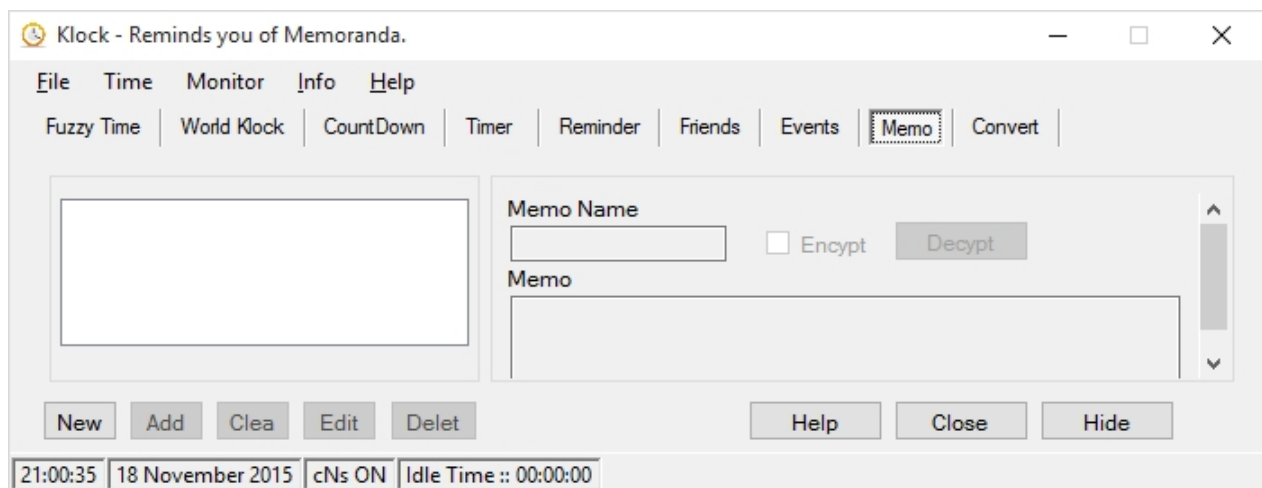 Klock - Reminds you of Memoranda.
File Time Monitor Info Help
Fuzzy Time World Klock CountDown Timer Reminder Friends Events Memo Convert
Memo Name
Encypt Decypt
Memo
New Add Clea Edit Delet Help Close Hide
21:00:35 18 November 2015 cNs ON Idle Time :: 00:00:00